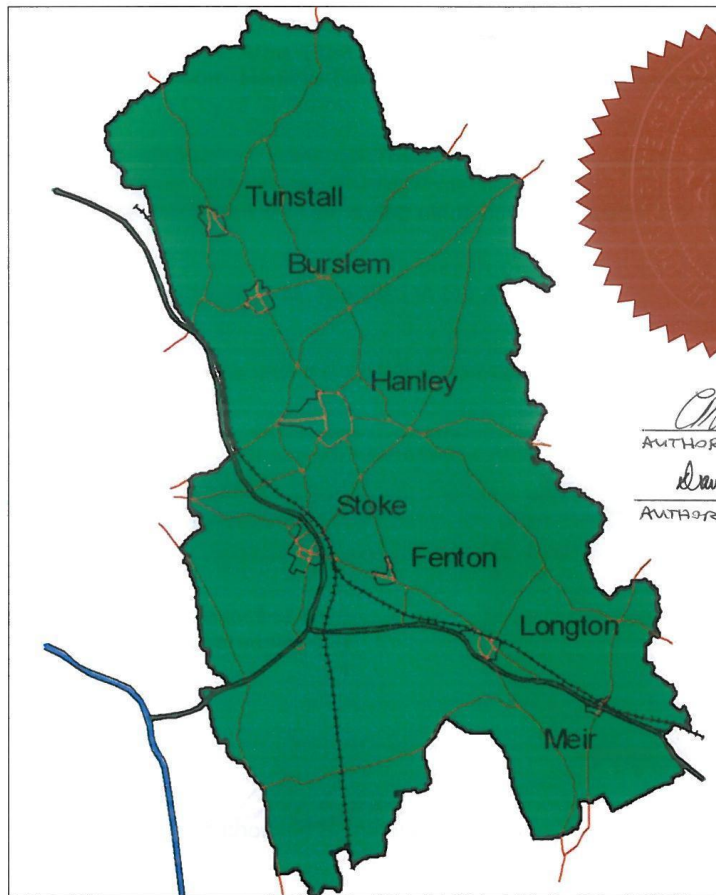 Tunstall
Burslem
Hanley
AUTHOR
Stoke
AUTHOR
Fenton
Longton
Meir